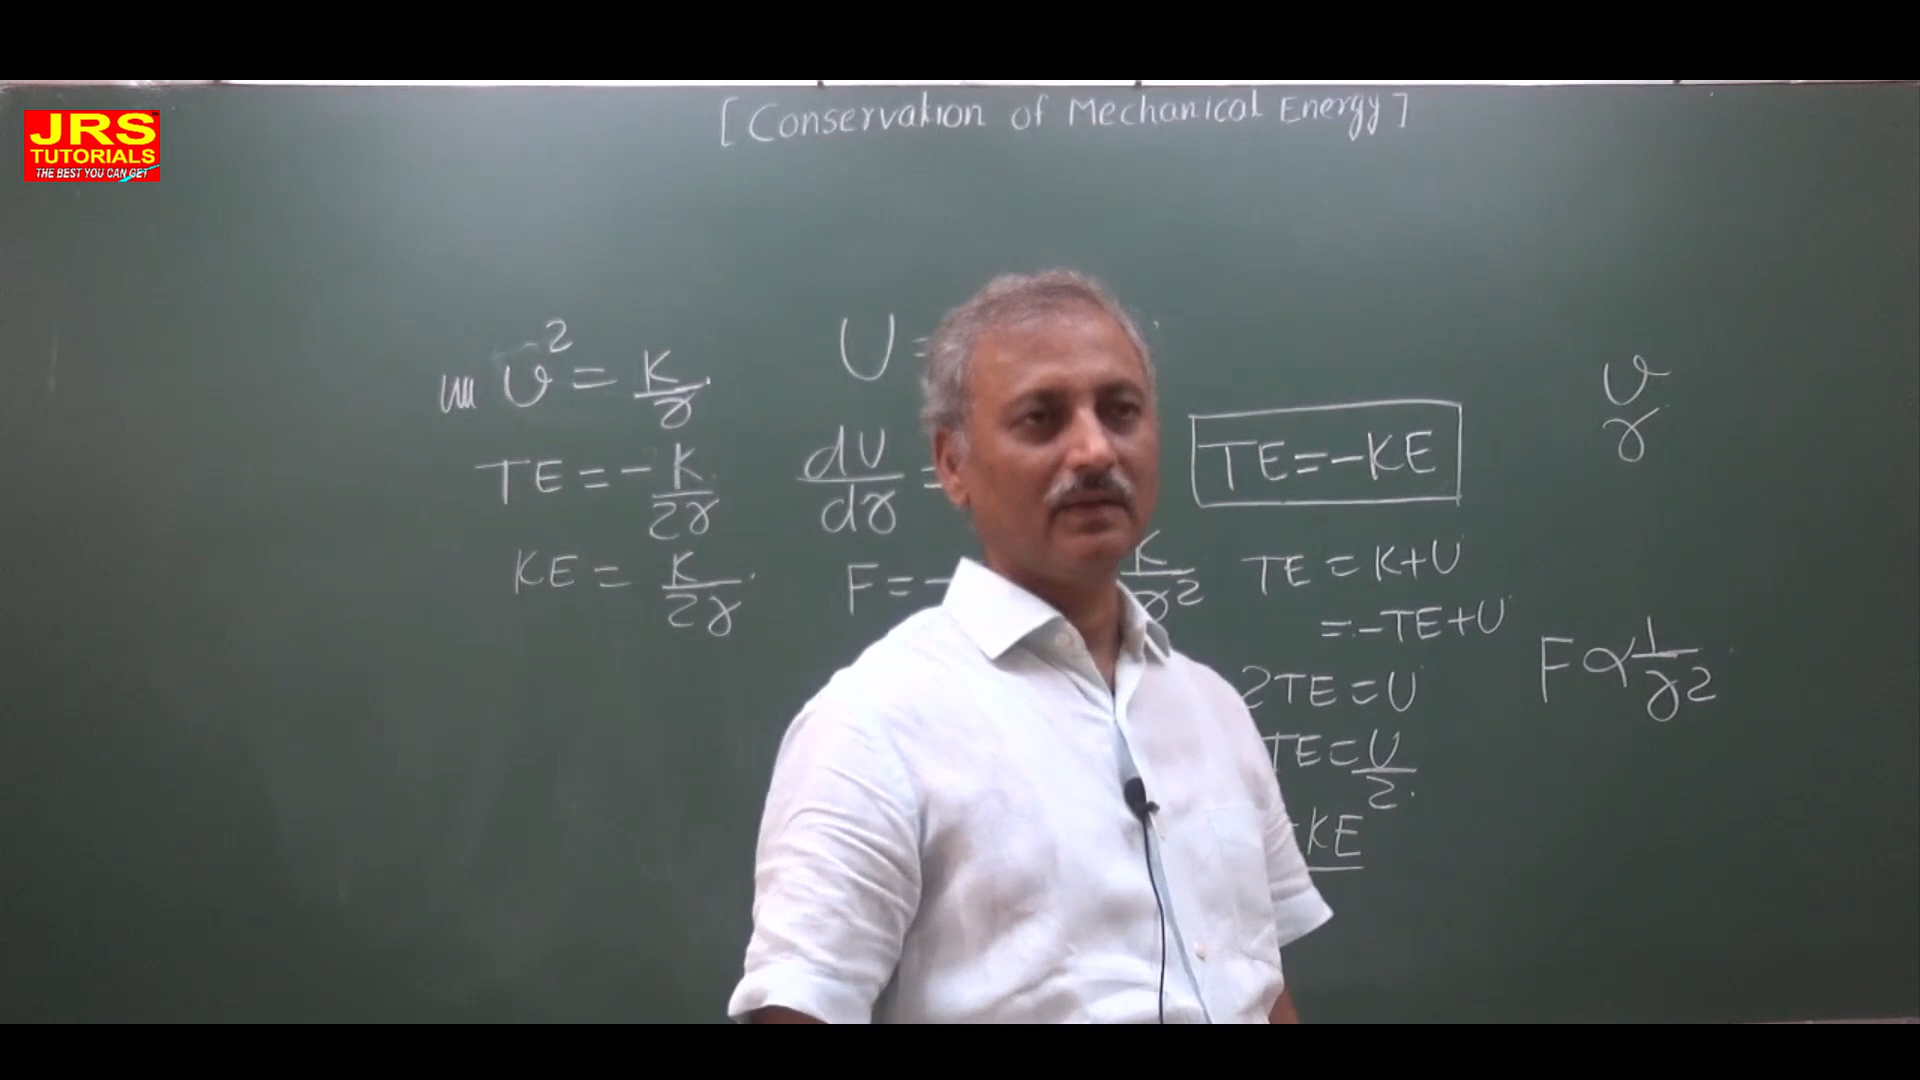 JRS
TUTORIALS
THE BEST YOU CAN GET
[Conservation of Mechanical Energy]
m v² = K/r
TE = -K/2r
KE = K/2r
U =
dU/dr =
F = -
K/r²
TE = -KE
TE = K+U
= -TE+U
2TE = U
TE = U/2
-KE
v
r
F ∝ 1/r²